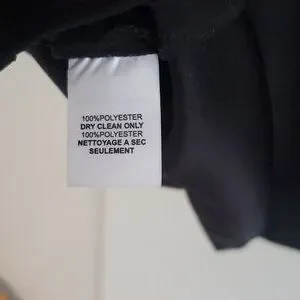 100%POLYESTER
DRY CLEAN ONLY
100%POLYESTER
NETTOYAGE A SEC
SEULEMENT